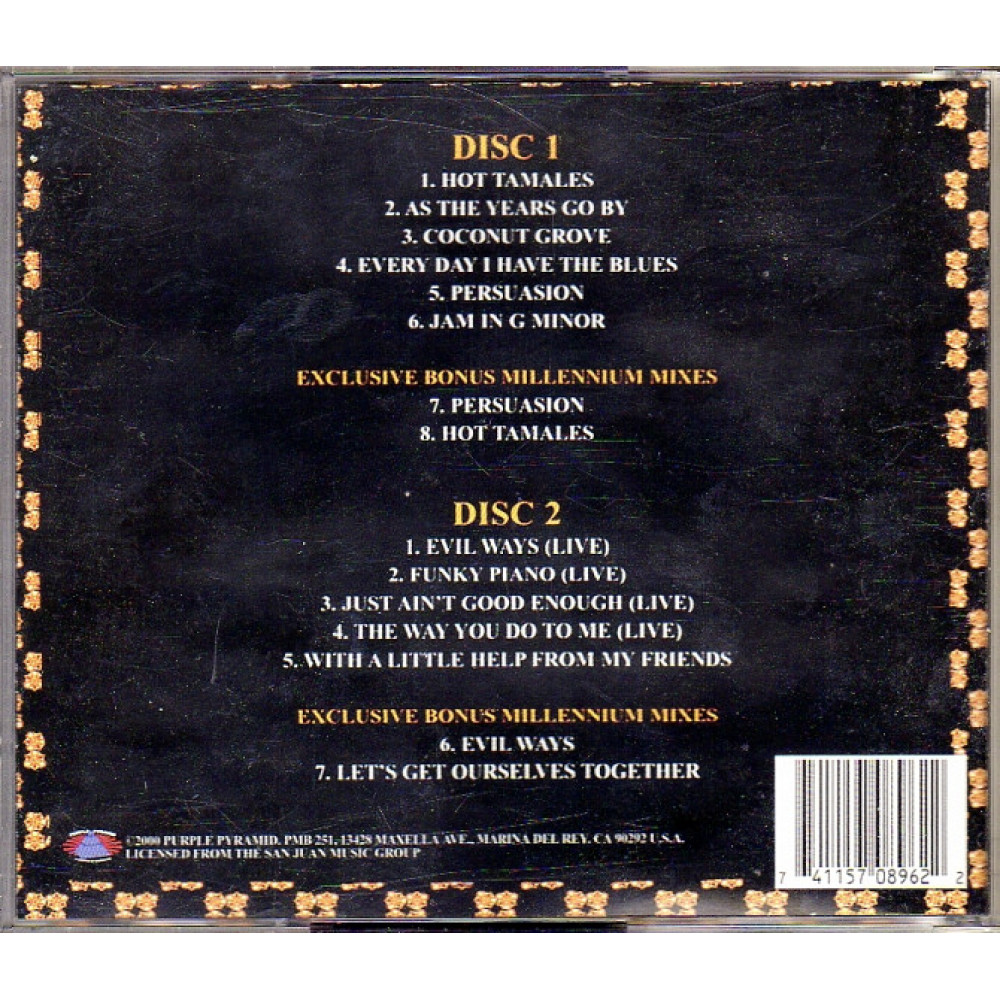 DISC 1
1. HOT TAMALES
2. AS THE YEARS GO BY
3. COCONUT GROVE
4. EVERY DAY I HAVE THE BLUES
5. PERSUASION
6. JAM IN G MINOR
EXCLUSIVE BONUS MILLENNIUM MIXES
7. PERSUASION
8. HOT TAMALES
DISC 2
1. EVIL WAYS (LIVE)
2. FUNKY PIANO (LIVE)
3. JUST AIN'T GOOD ENOUGH (LIVE)
4. THE WAY YOU DO TO ME (LIVE)
5. WITH A LITTLE HELP FROM MY FRIENDS
EXCLUSIVE BONUS MILLENNIUM MIXES
6. EVIL WAYS
7. LET'S GET OURSELVES TOGETHER
©2000 PURPLE PYRAMID, PMB 251, 13428 MAXELLA AVE., MARINA DEL REY, CA 90292 U.S.A.
LICENSED FROM THE SAN JUAN MUSIC GROUP
7 41157 08962 2